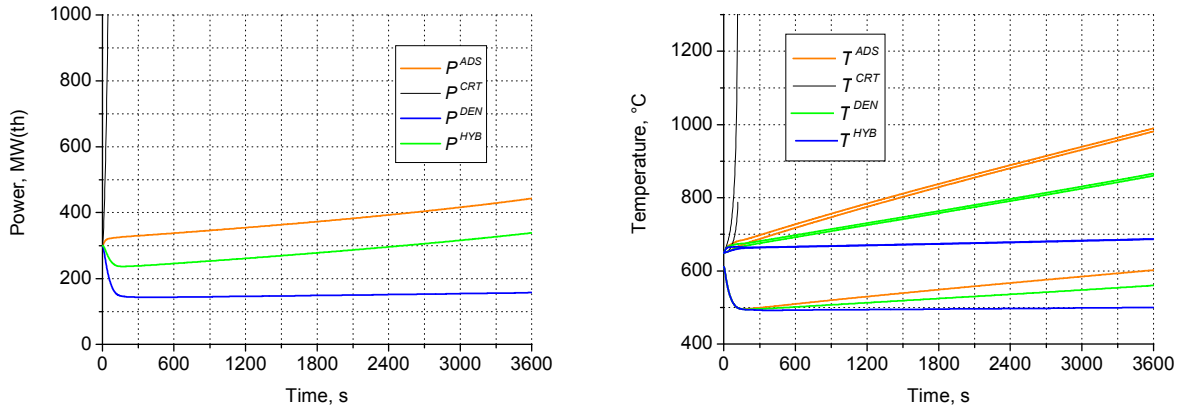 1000
800
600
400
200
0
Power, MW(th)
P ADS
P CRT
P DEN
P HYB
0 600 1200 1800 2400 3000 3600
Time, s
1200
1000
800
600
400
Temperature, °C
T ADS
T CRT
T DEN
T HYB
0 600 1200 1800 2400 3000 3600
Time, s